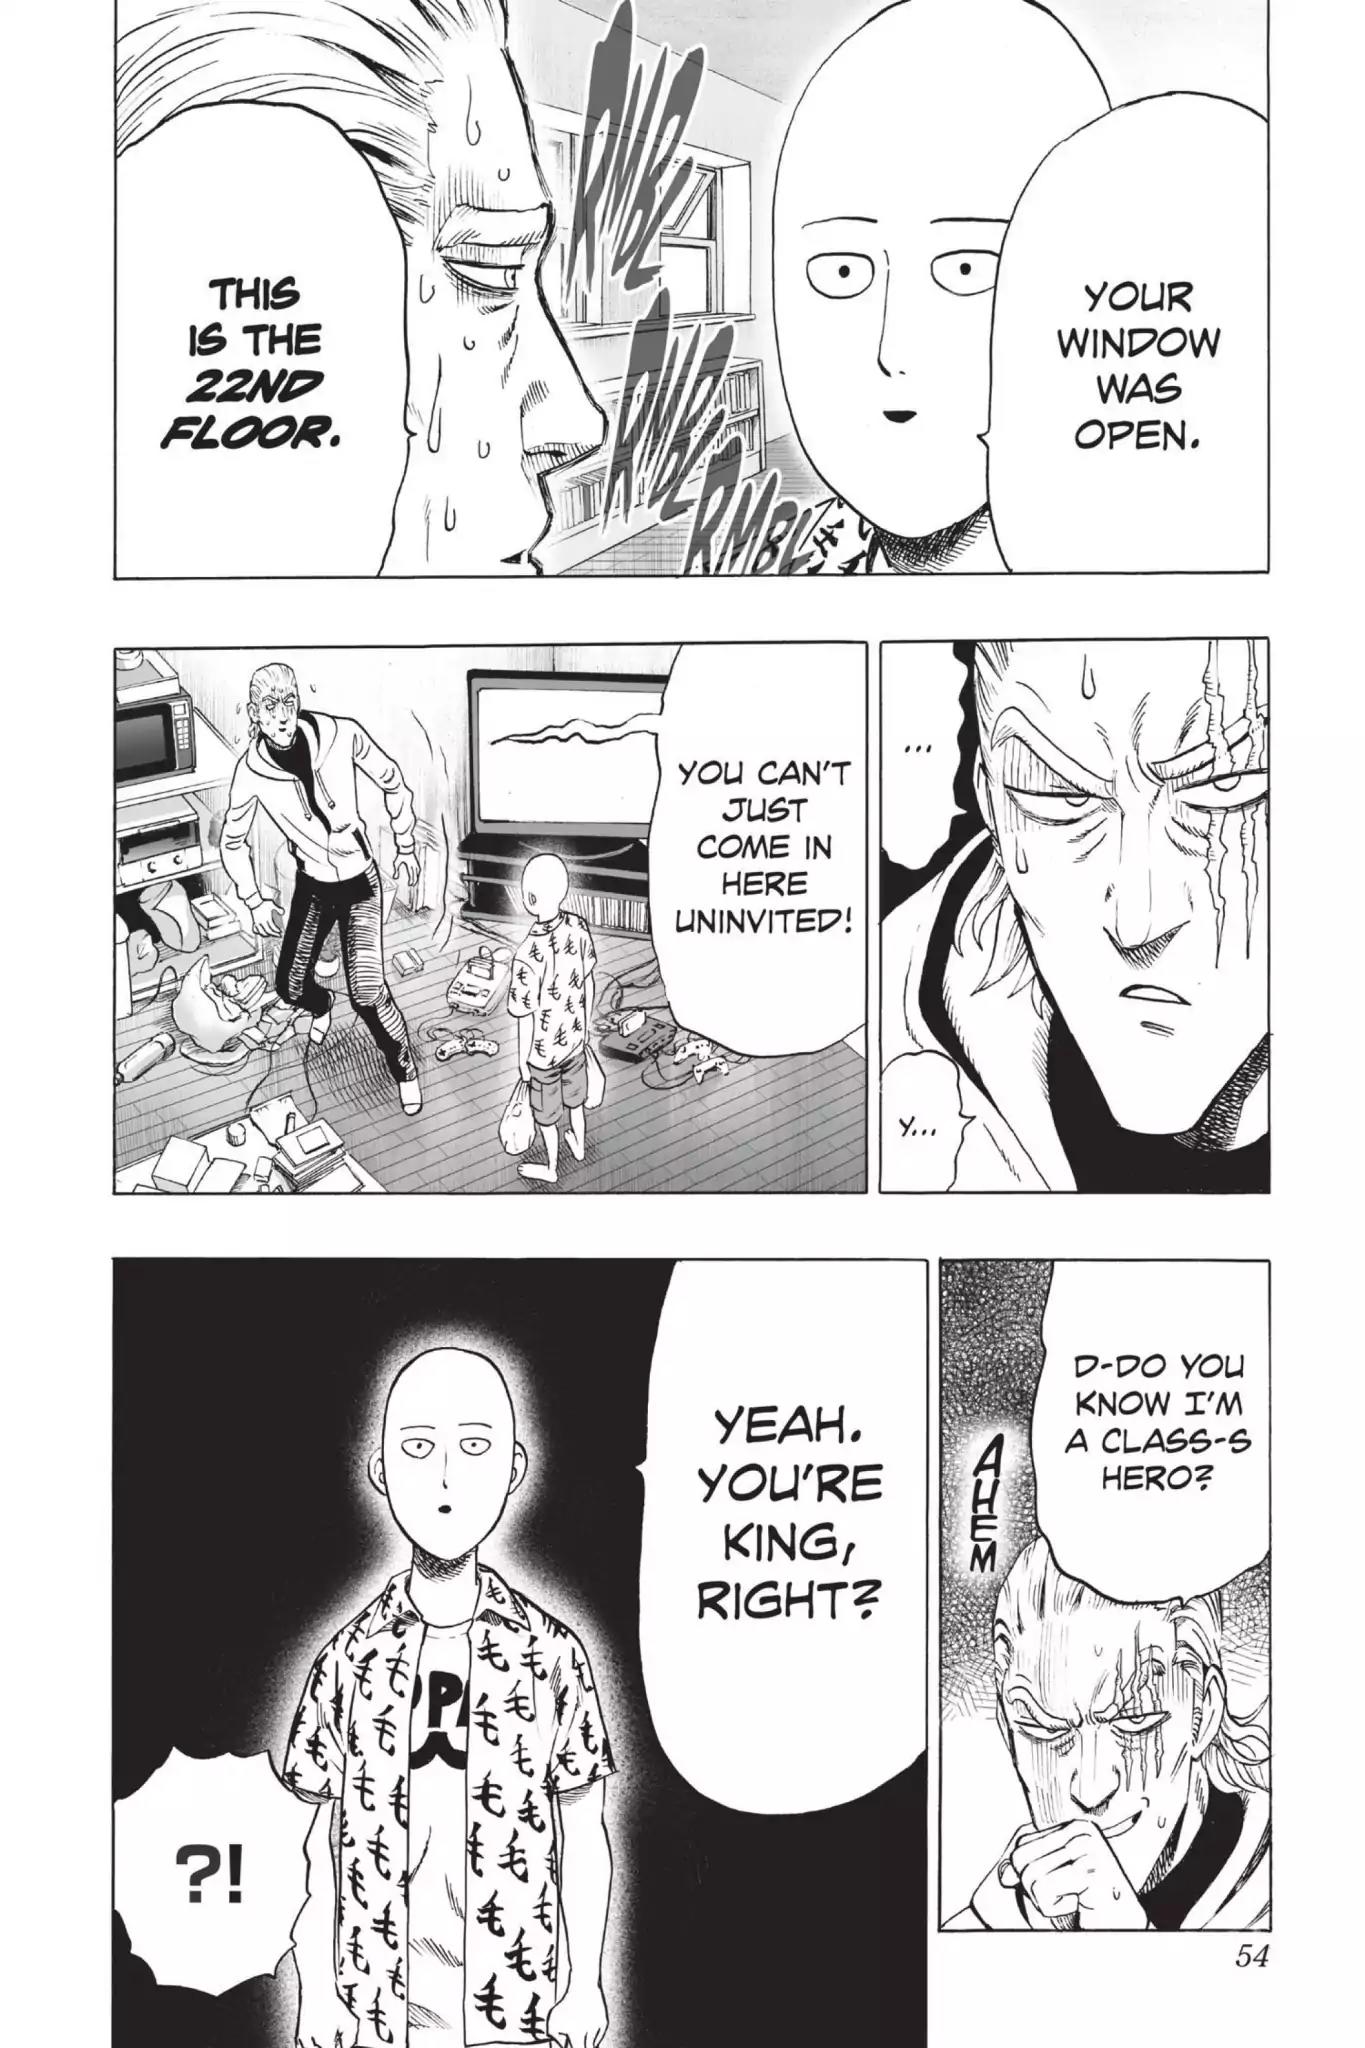 YOUR
WINDOW
WAS
OPEN.
RMBL
RMBL
RMBL
RMBL
THIS
IS THE
22ND
FLOOR.
...
Y...
YOU CAN'T
JUST
COME IN
HERE
UNINVITED!
D-DO YOU
KNOW I'M
A CLASS-S
HERO?
AHEM
YEAH.
YOU'RE
KING,
RIGHT?
毛
?!
54